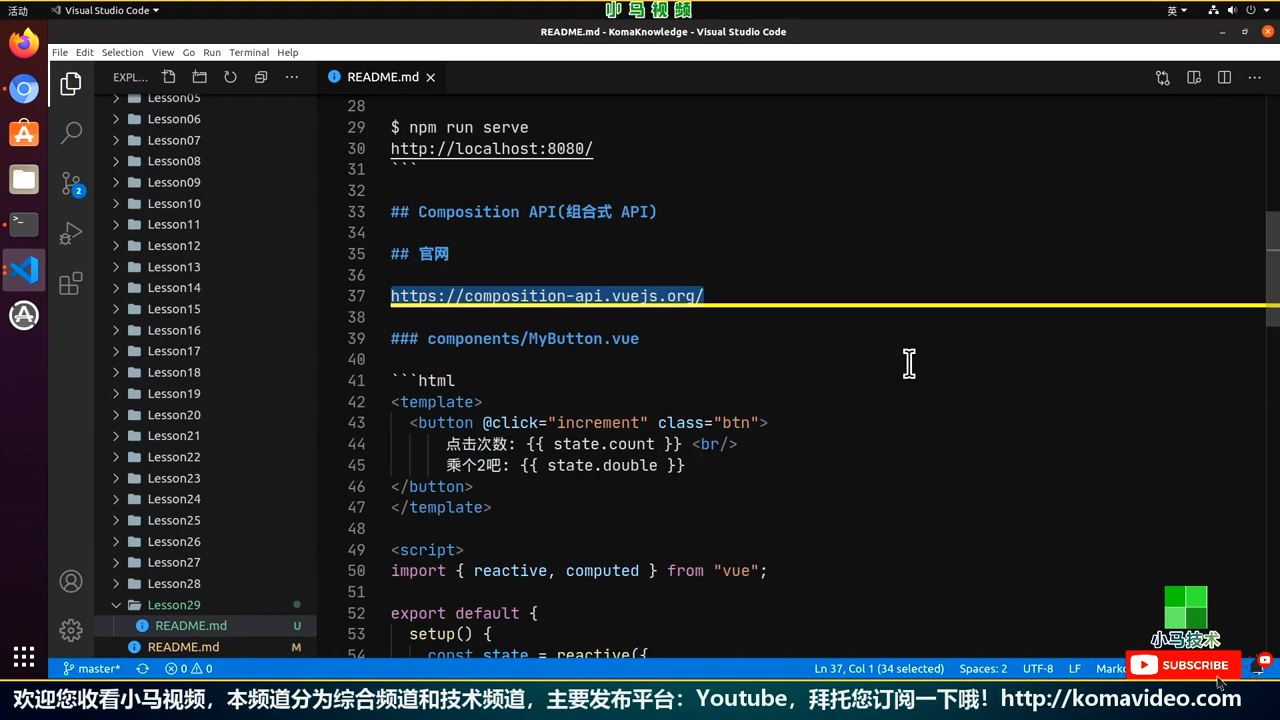 活动
Visual Studio Code
小马视频
英
README.md - KomaKnowledge - Visual Studio Code
File Edit Selection View Go Run Terminal Help
EXPL...
README.md
Lesson05
Lesson06
Lesson07
Lesson08
Lesson09
Lesson10
Lesson11
Lesson12
Lesson13
Lesson14
Lesson15
Lesson16
Lesson17
Lesson18
Lesson19
Lesson20
Lesson21
Lesson22
Lesson23
Lesson24
Lesson25
Lesson26
Lesson27
Lesson28
Lesson29
README.md U
README.md M
2
28
29 $ npm run serve
30 http://localhost:8080/
31 ```
32
33 ## Composition API(组合式 API)
34
35 ## 官网
36
37 https://composition-api.vuejs.org/
38
39 ### components/MyButton.vue
40
41 ```html
42 <template>
43 <button @click="increment" class="btn">
44 点击次数: {{ state.count }} <br/>
45 乘个2吧: {{ state.double }}
46 </button>
47 </template>
48
49 <script>
50 import { reactive, computed } from "vue";
51
52 export default {
53 setup() {
54 const state = reactive({
小马技术
SUBSCRIBE
master*
0 0
Ln 37, Col 1 (34 selected)
Spaces: 2
UTF-8
LF
欢迎您收看小马视频，本频道分为综合频道和技术频道，主要发布平台：Youtube，拜托您订阅一下哦！http://komavideo.com